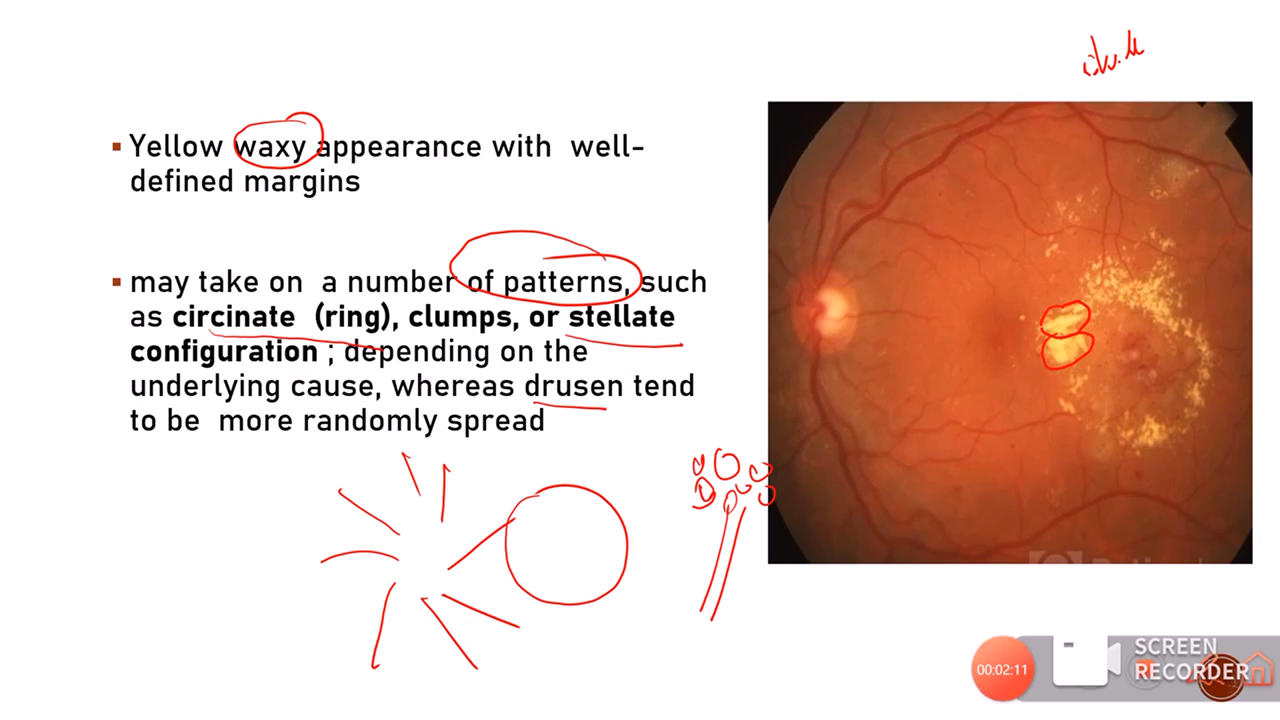 Yellow waxy appearance with well-
defined margins
may take on a number of patterns, such
as circinate (ring), clumps, or stellate
configuration ; depending on the
underlying cause, whereas drusen tend
to be more randomly spread
00:02:11
SCREEN
RECORDER